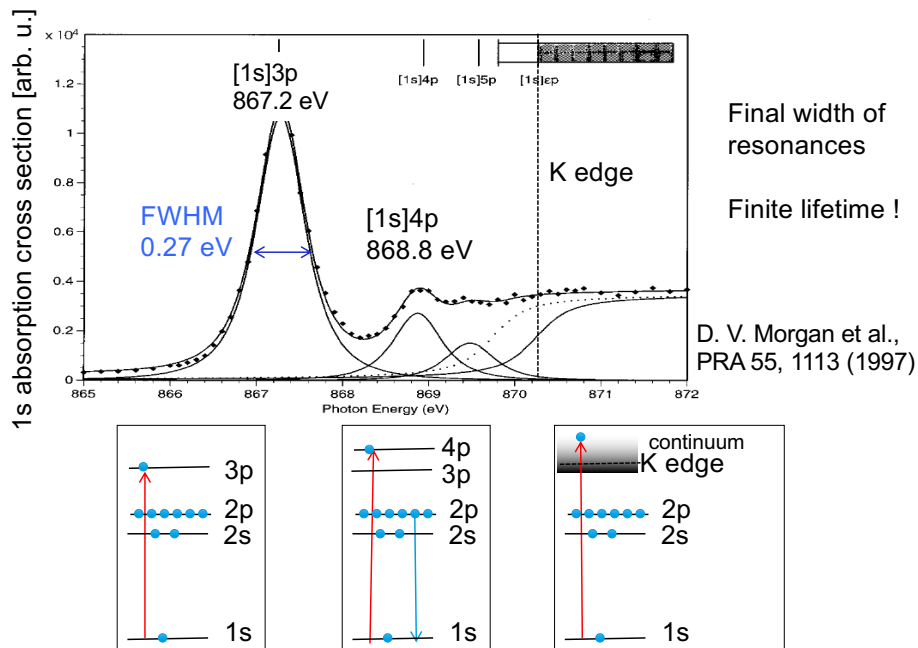 x 10⁴
1.4
1.2
1.0
0.8
0.6
0.4
0.2
0
1s absorption cross section [arb. u.]
[1s]3p
867.2 eV
[1s]4p
[1s]5p
[1s]εp
K edge
FWHM
0.27 eV
[1s]4p
868.8 eV
865
866
867
868
869
870
871
872
Photon Energy (eV)
Final width of
resonances
Finite lifetime !
D. V. Morgan et al.,
PRA 55, 1113 (1997)
3p
2p
2s
1s
4p
3p
2p
2s
1s
continuum
K edge
2p
2s
1s